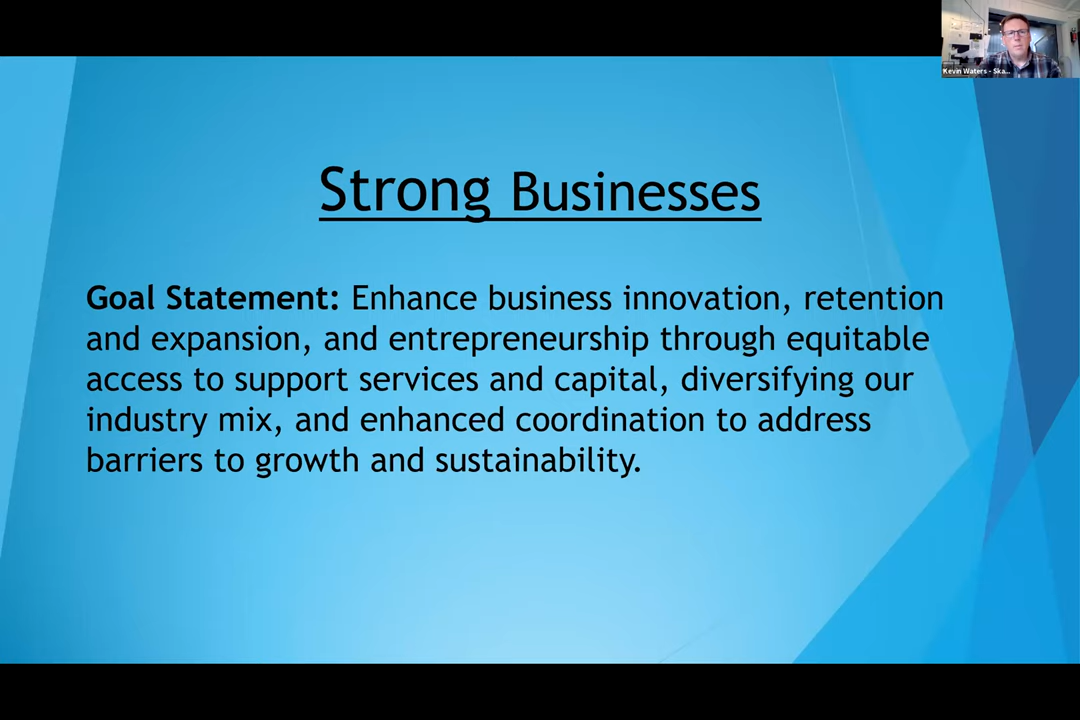 Kevin Waters - Ska...
Strong Businesses
Goal Statement: Enhance business innovation, retention
and expansion, and entrepreneurship through equitable
access to support services and capital, diversifying our
industry mix, and enhanced coordination to address
barriers to growth and sustainability.